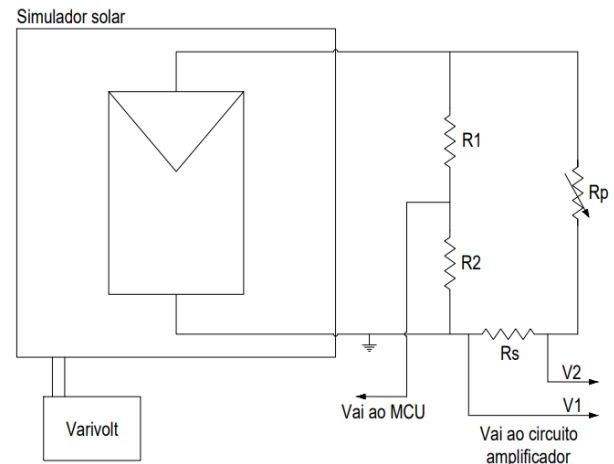 Simulador solar
R1
Rp
R2
Rs
V2
Vai ao MCU
V1
Varivolt
Vai ao circuito
amplificador